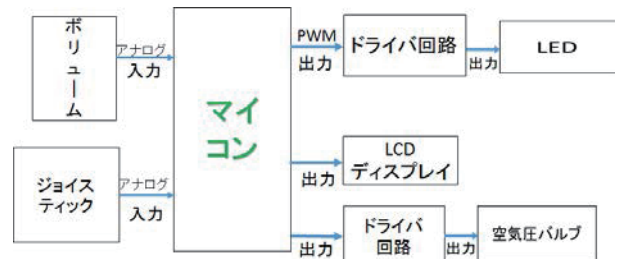 ボリューム
アナログ
入力
ジョイス
ティック
アナログ
入力
マイ
コン
PWM
出力
ドライバ回路
出力
LED
出力
LCD
ディスプレイ
出力
ドライバ
回路
出力
空気圧バルブ